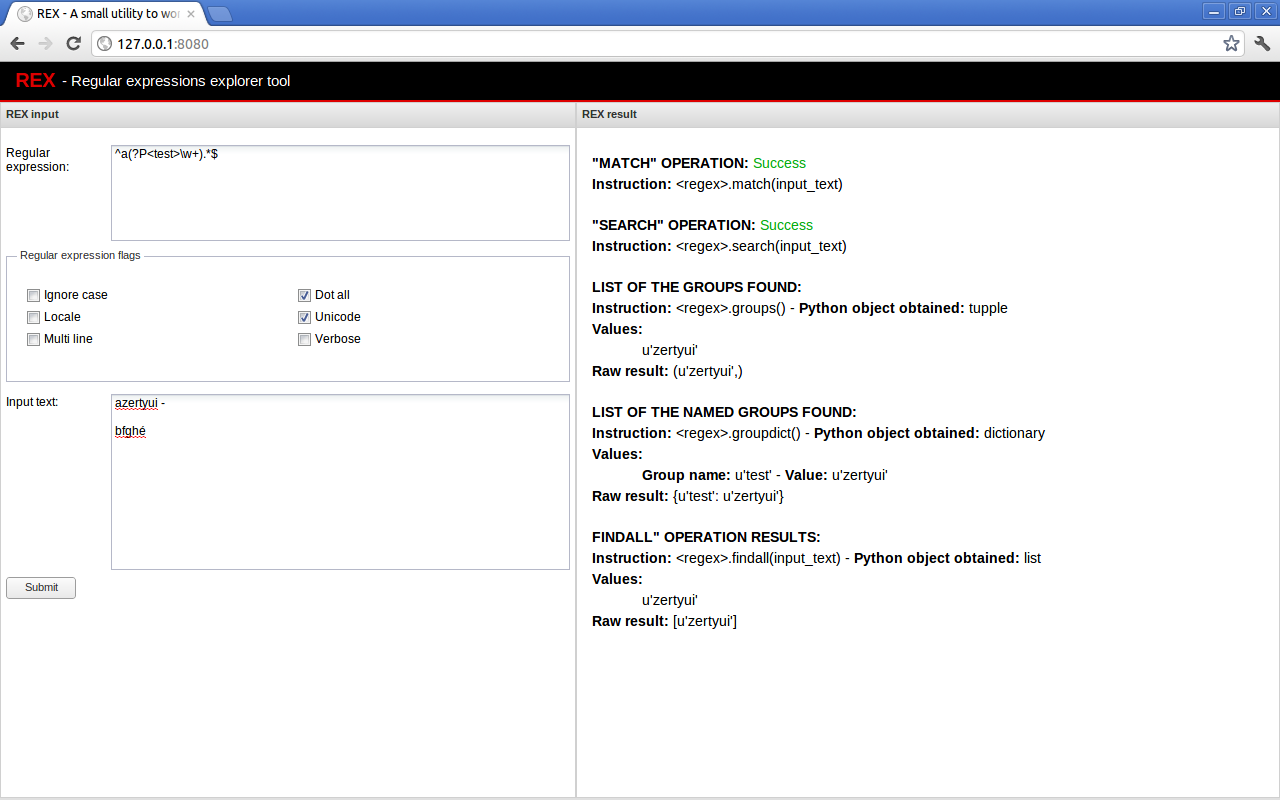 REX - A small utility to wor
127.0.0.1:8080
REX - Regular expressions explorer tool
REX input
REX result
Regular
expression:
^a(?P<test>\w+).*$
Regular expression flags
Ignore case
Dot all
Locale
Unicode
Multi line
Verbose
Input text:
azertyui -
bfghé
Submit
"MATCH" OPERATION: Success
Instruction: <regex>.match(input_text)
"SEARCH" OPERATION: Success
Instruction: <regex>.search(input_text)
LIST OF THE GROUPS FOUND:
Instruction: <regex>.groups() - Python object obtained: tupple
Values:
u'zertyui'
Raw result: (u'zertyui',)
LIST OF THE NAMED GROUPS FOUND:
Instruction: <regex>.groupdict() - Python object obtained: dictionary
Values:
Group name: u'test' - Value: u'zertyui'
Raw result: {u'test': u'zertyui'}
FINDALL" OPERATION RESULTS:
Instruction: <regex>.findall(input_text) - Python object obtained: list
Values:
u'zertyui'
Raw result: [u'zertyui']